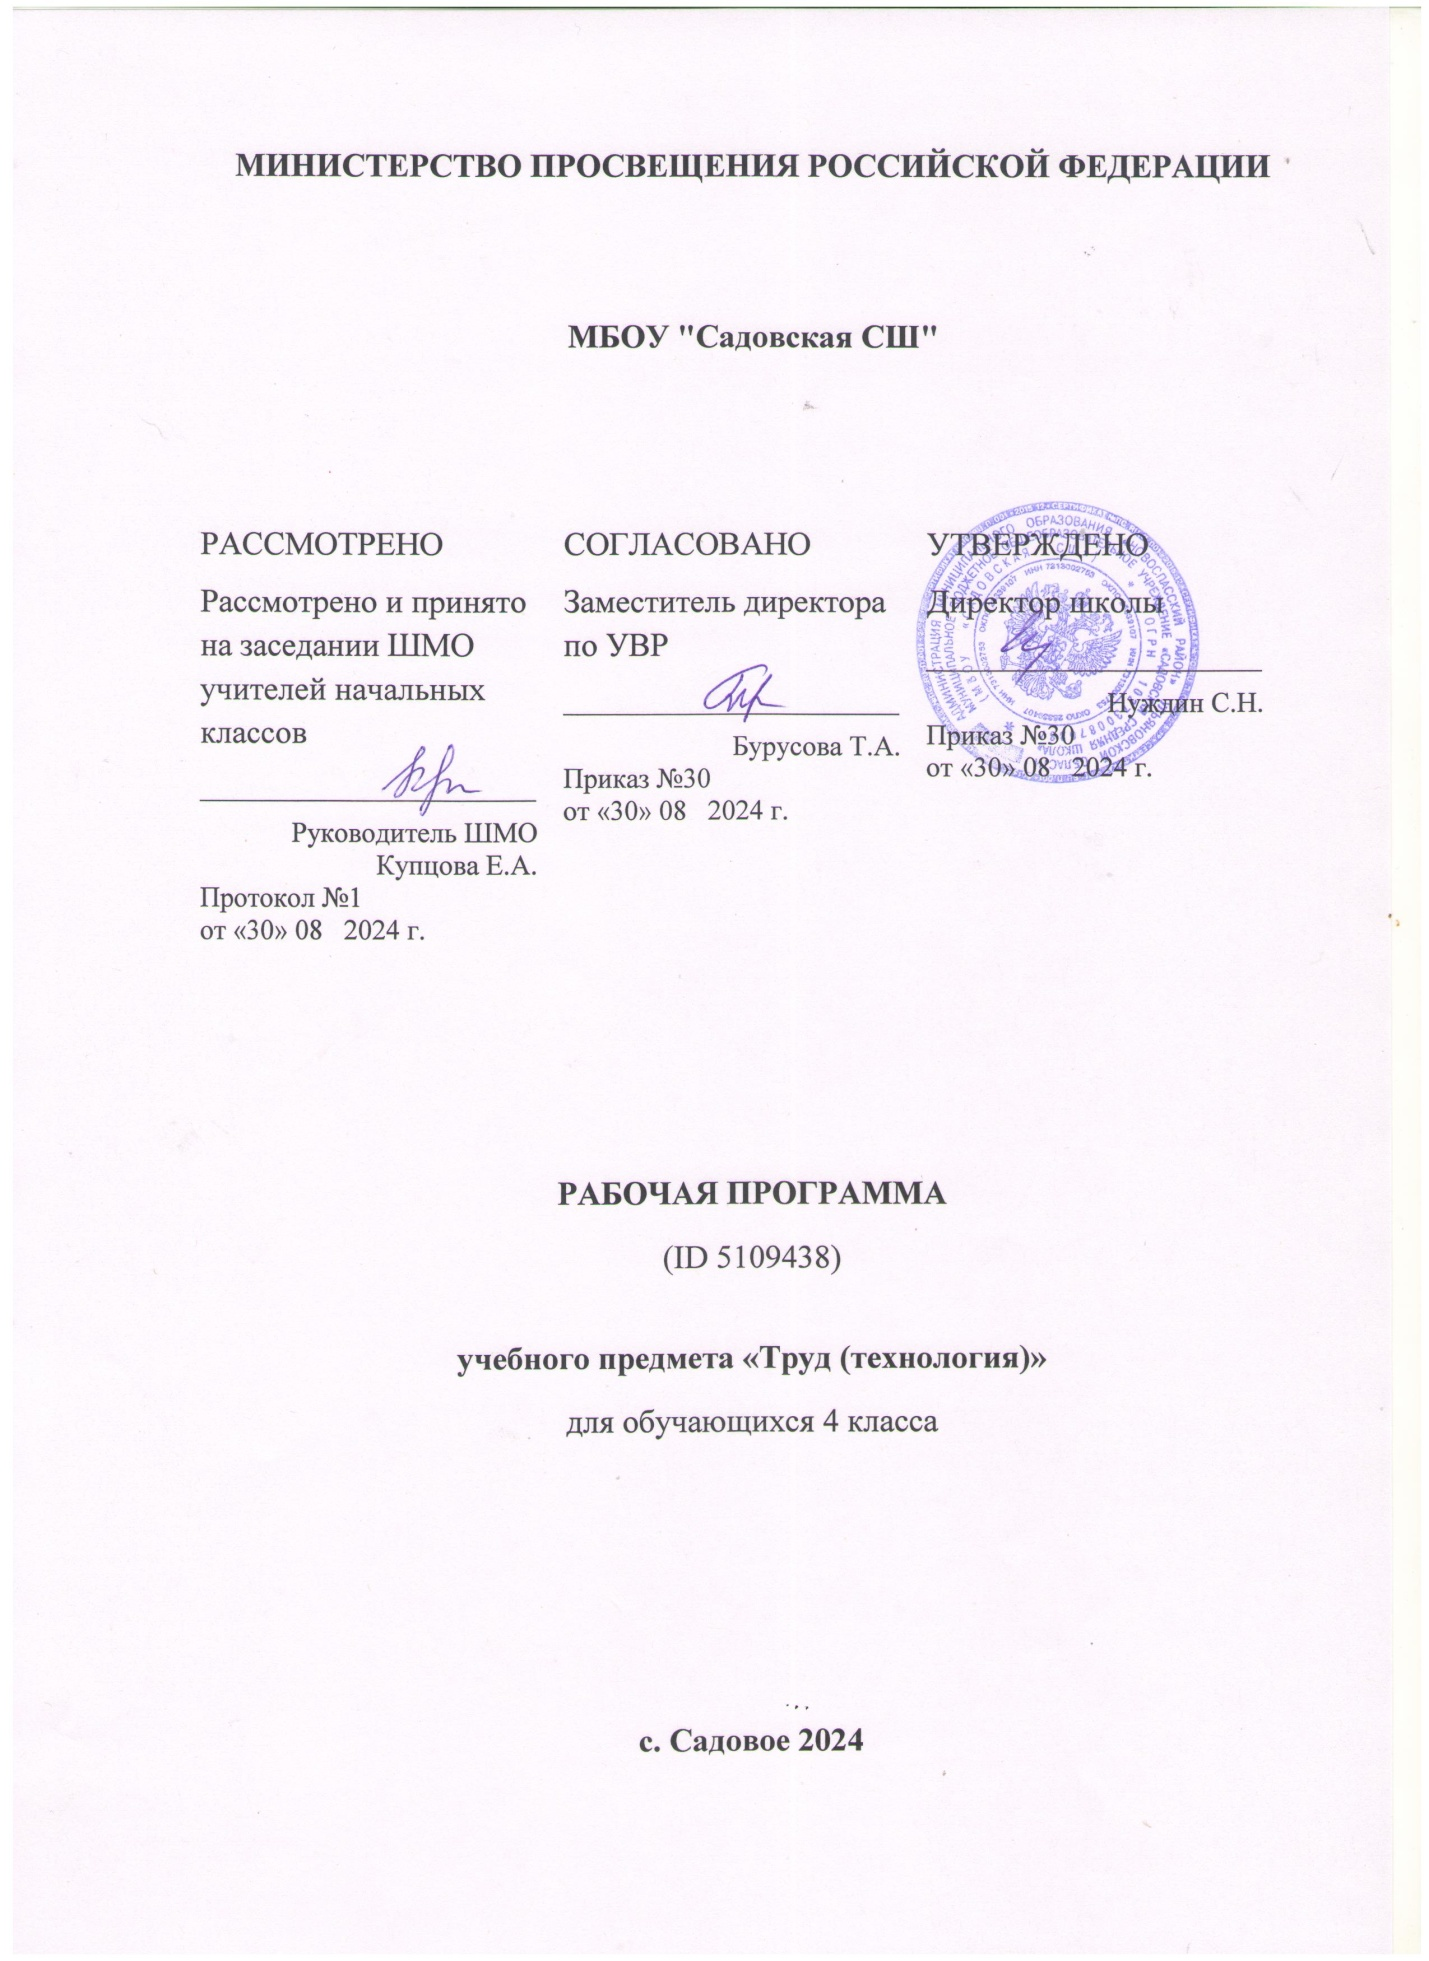 МИНИСТЕРСТВО ПРОСВЕЩЕНИЯ РОССИЙСКОЙ ФЕДЕРАЦИИ
МБОУ "Садовская СШ"
РАССМОТРЕНО
Рассмотрено и принято
на заседании ШМО
учителей начальных
классов
Руководитель ШМО
Купцова Е.А.
Протокол №1
от «30» 08 2024 г.
СОГЛАСОВАНО
Заместитель директора
по УВР
Бурусова Т.А.
Приказ №30
от «30» 08 2024 г.
УТВЕРЖДЕНО
Директор школы
Нуждин С.Н.
Приказ №30
от «30» 08 2024 г.
РАБОЧАЯ ПРОГРАММА
(ID 5109438)
учебного предмета «Труд (технология)»
для обучающихся 4 класса
с. Садовое 2024